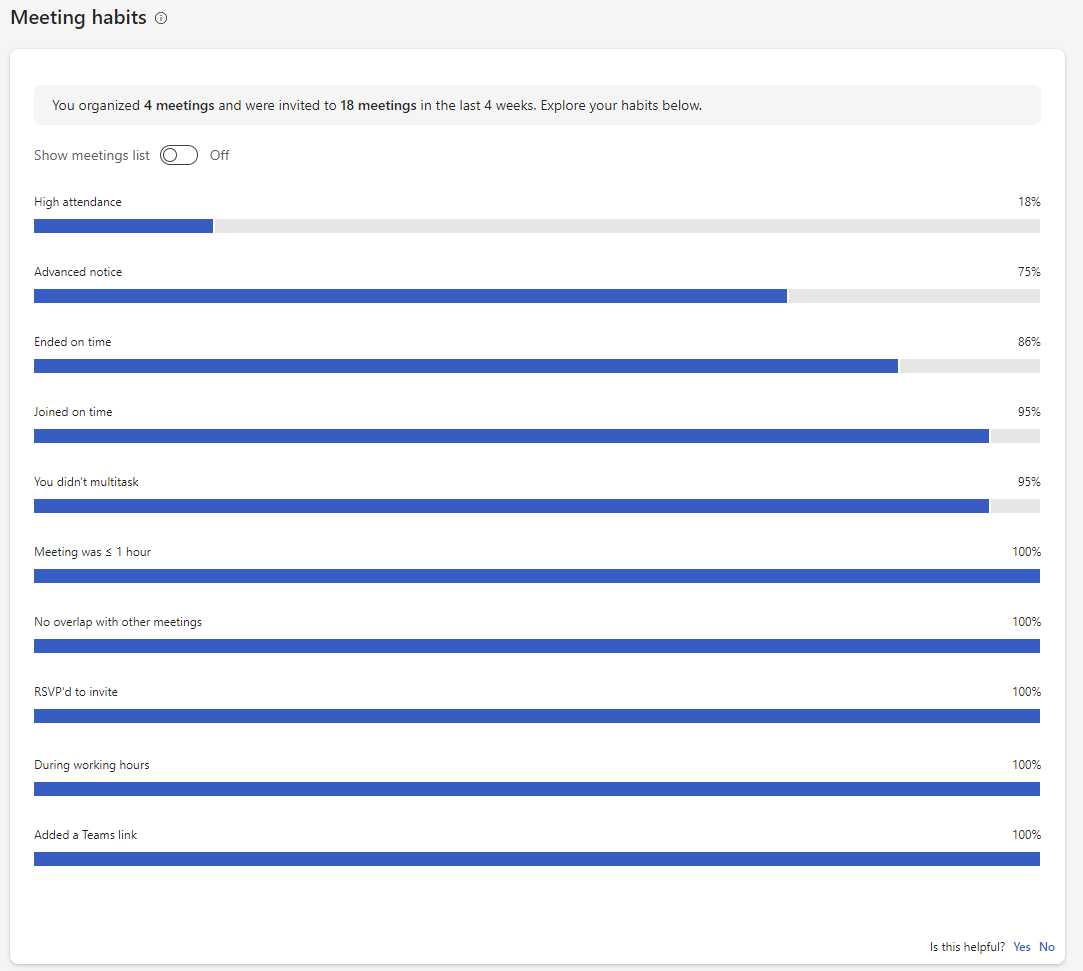 Meeting habits
You organized 4 meetings and were invited to 18 meetings in the last 4 weeks. Explore your habits below.
Show meetings list Off
High attendance 18%
Advanced notice 75%
Ended on time 86%
Joined on time 95%
You didn't multitask 95%
Meeting was ≤ 1 hour 100%
No overlap with other meetings 100%
RSVP'd to invite 100%
During working hours 100%
Added a Teams link 100%
Is this helpful? Yes No